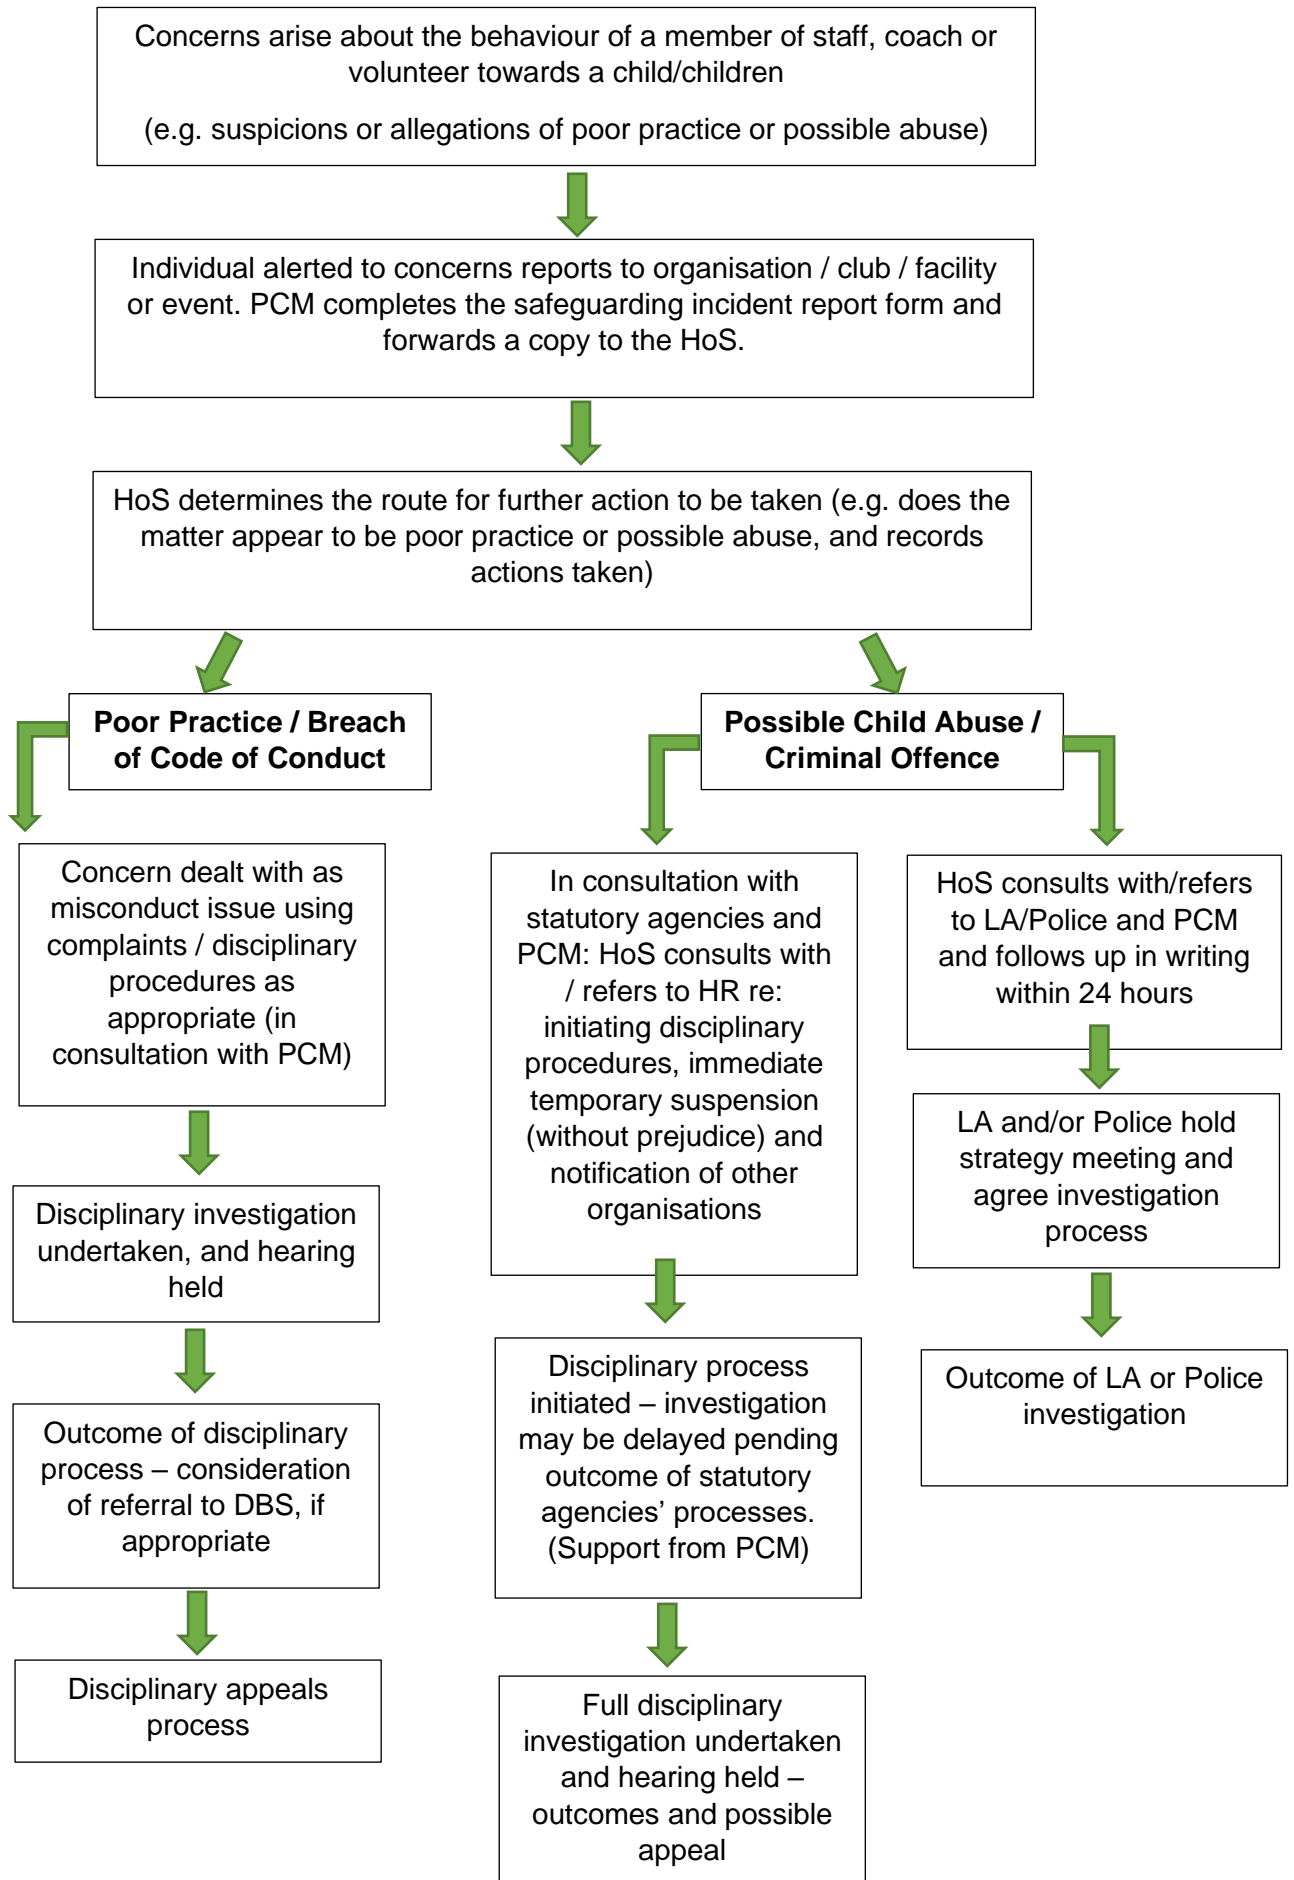 Concerns arise about the behaviour of a member of staff, coach or
volunteer towards a child/children
(e.g. suspicions or allegations of poor practice or possible abuse)
Individual alerted to concerns reports to organisation / club / facility
or event. PCM completes the safeguarding incident report form and
forwards a copy to the HoS.
HoS determines the route for further action to be taken (e.g. does the
matter appear to be poor practice or possible abuse, and records
actions taken)
Poor Practice / Breach
of Code of Conduct
Concern dealt with as
misconduct issue using
complaints / disciplinary
procedures as
appropriate (in
consultation with PCM)
Disciplinary investigation
undertaken, and hearing
held
Outcome of disciplinary
process – consideration
of referral to DBS, if
appropriate
Disciplinary appeals
process
Possible Child Abuse /
Criminal Offence
In consultation with
statutory agencies and
PCM: HoS consults with
/ refers to HR re:
initiating disciplinary
procedures, immediate
temporary suspension
(without prejudice) and
notification of other
organisations
Disciplinary process
initiated – investigation
may be delayed pending
outcome of statutory
agencies’ processes.
(Support from PCM)
Full disciplinary
investigation undertaken
and hearing held –
outcomes and possible
appeal
HoS consults with/refers
to LA/Police and PCM
and follows up in writing
within 24 hours
LA and/or Police hold
strategy meeting and
agree investigation
process
Outcome of LA or Police
investigation